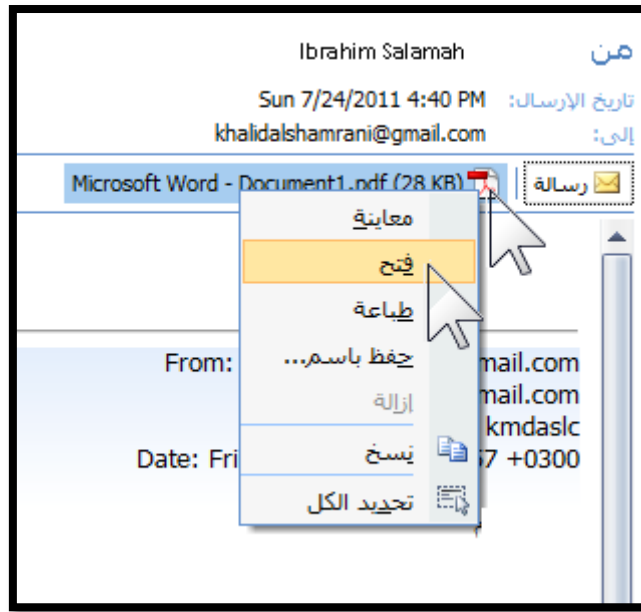 من Ibrahim Salamah
تاريخ الإرسال: Sun 7/24/2011 4:40 PM
إلى: khalidalshamrani@gmail.com
رسالة Microsoft Word - Document1.pdf (28 KB)
معاينة
فتح
طباعة
حفظ باسم...
إزالة
نسخ
تحديد الكل
From: mail.com
mail.com
kmdaslc
Date: Fri 7 +0300